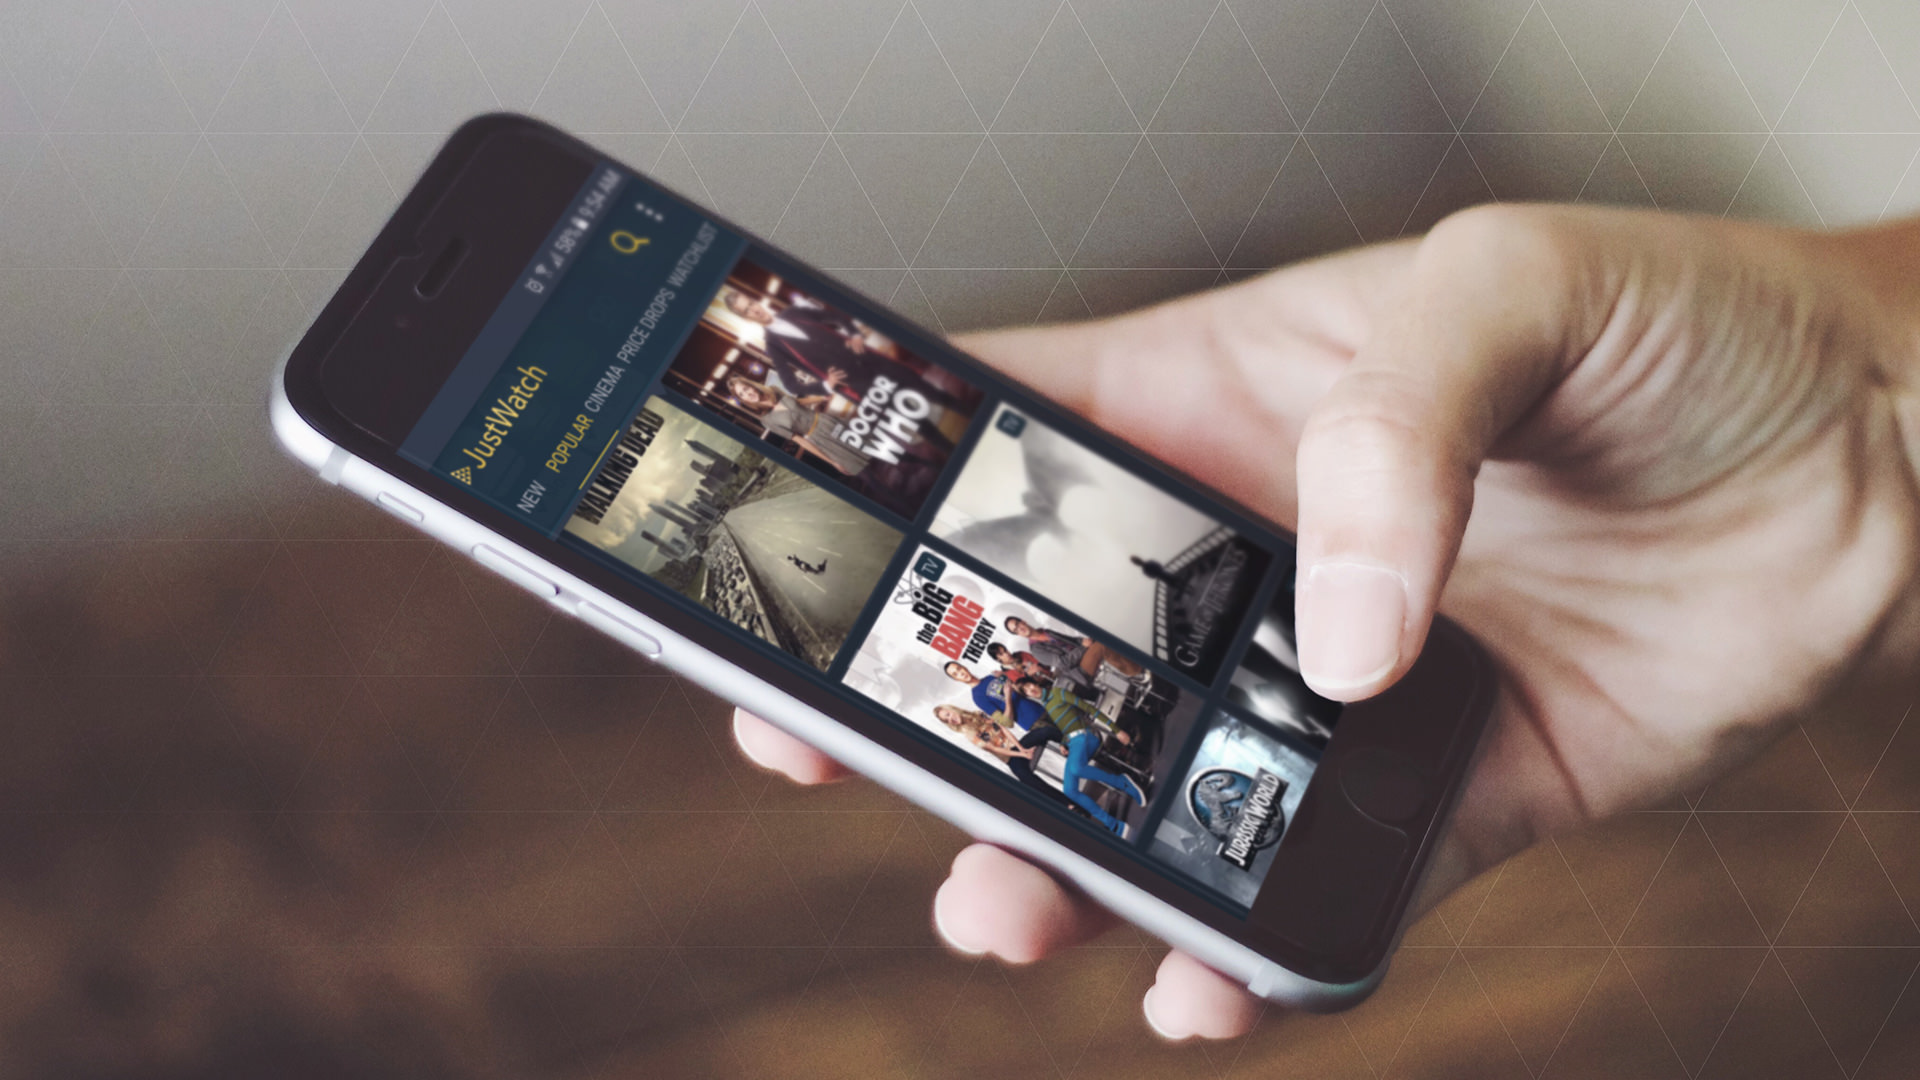 58% 9:54 AM
JustWatch
NEW POPULAR CINEMA PRICE DROPS WATCHLIST
WALKING DEAD
DOCTOR
WHO
TV
the BIG
BANG
THEORY
TV
GAME OF THRONES
JURASSIC WORLD